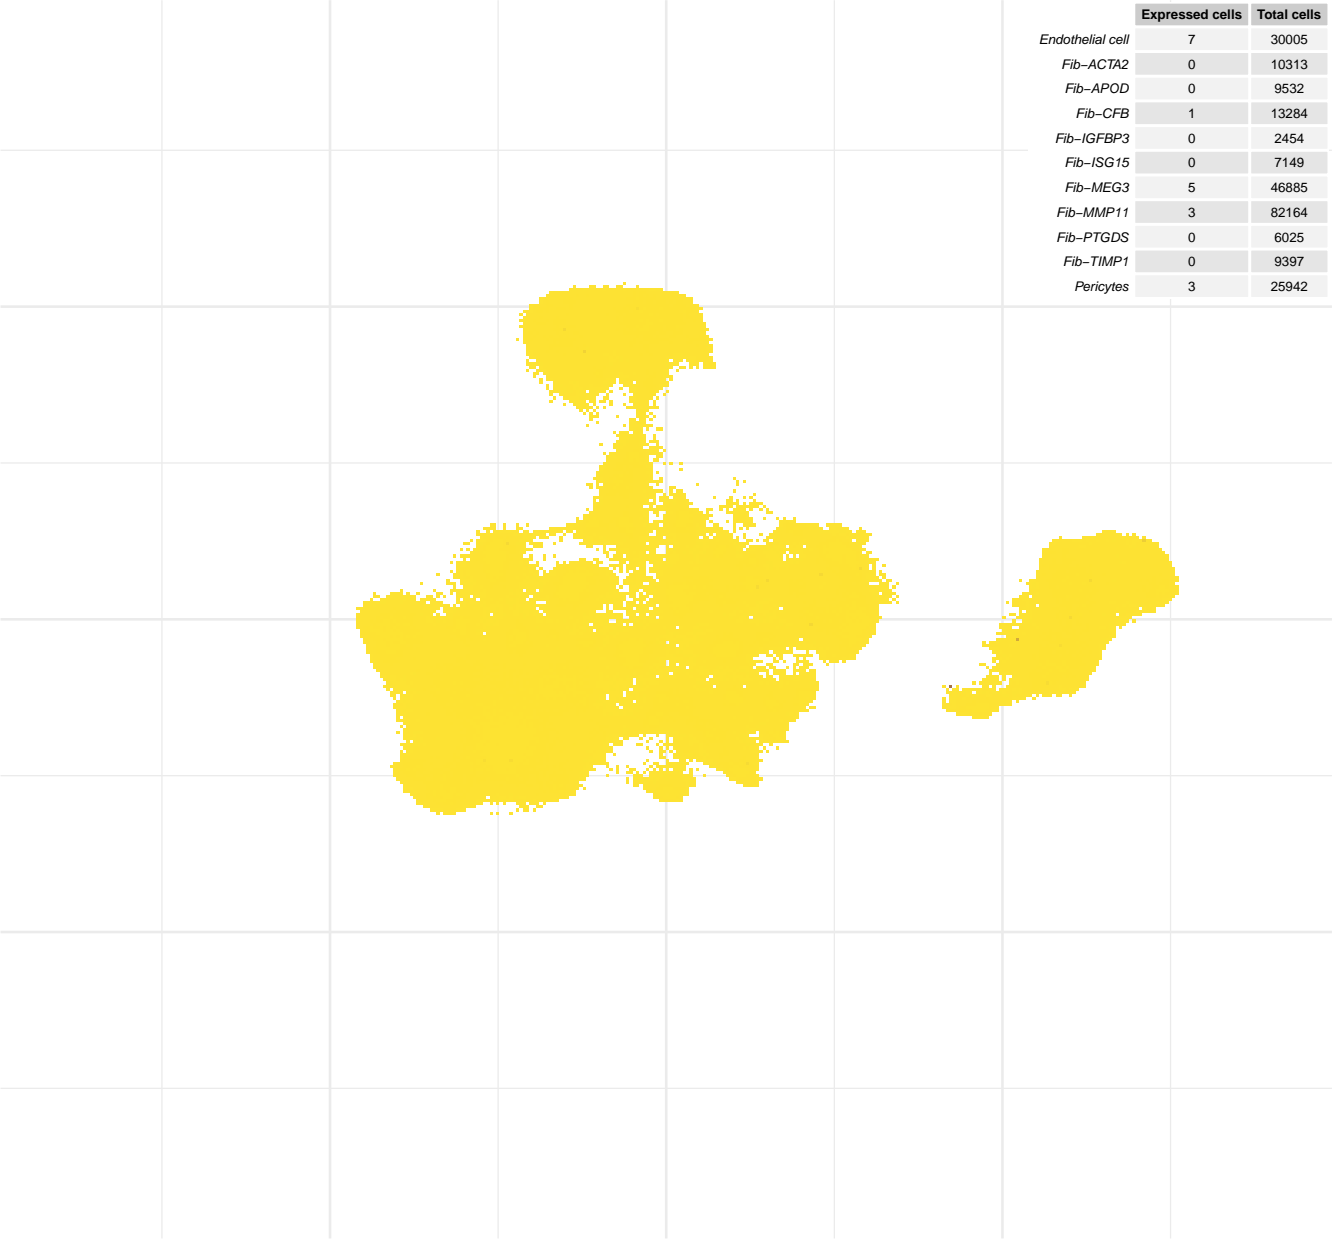 Expressed cells Total cells
Endothelial cell 7 30005
Fib−ACTA2 0 10313
Fib−APOD 0 9532
Fib−CFB 1 13284
Fib−IGFBP3 0 2454
Fib−ISG15 0 7149
Fib−MEG3 5 46885
Fib−MMP11 3 82164
Fib−PTGDS 0 6025
Fib−TIMP1 0 9397
Pericytes 3 25942